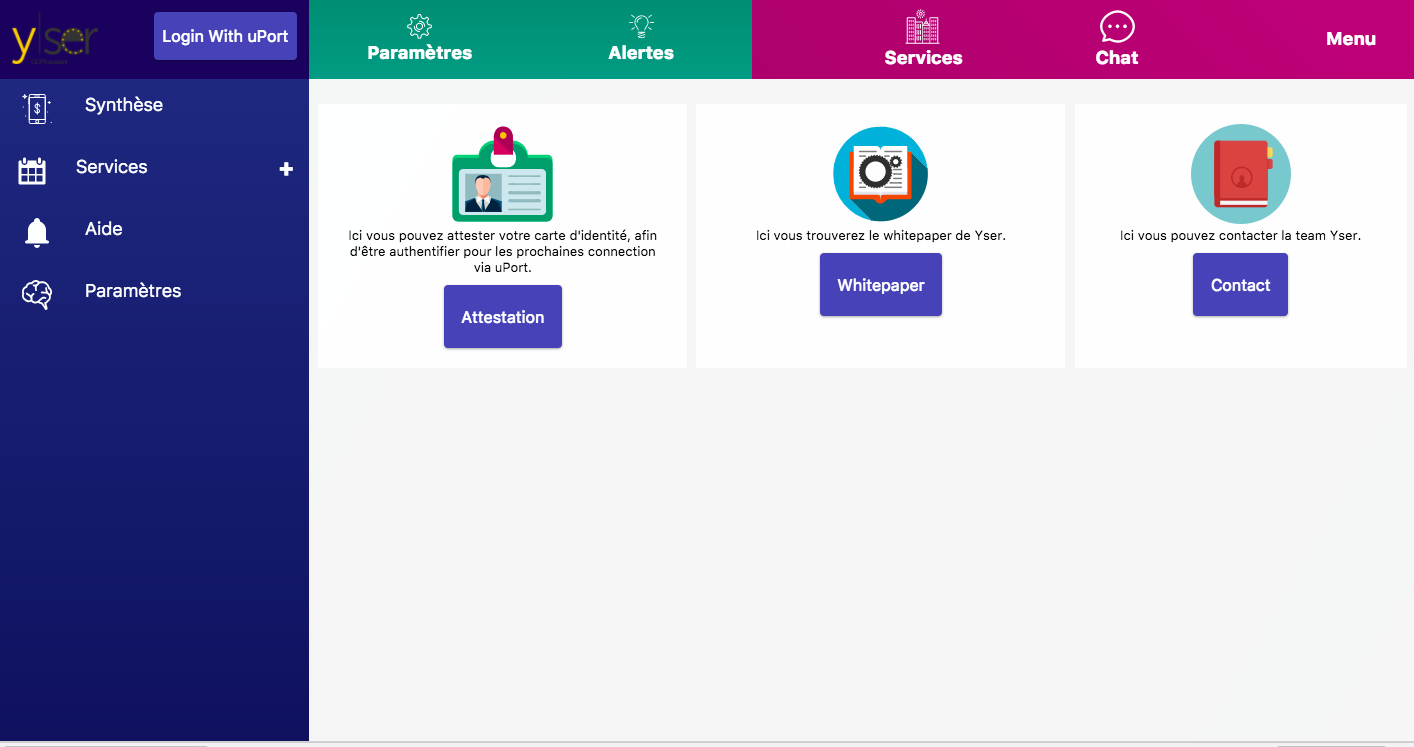 yser
Login With uPort
Paramètres
Alertes
Services
Chat
Menu
Synthèse
Services
Aide
Paramètres
Ici vous pouvez attester votre carte d'identité, afin
d'être authentifier pour les prochaines connection
via uPort.
Attestation
Ici vous trouverez le whitepaper de Yser.
Whitepaper
Ici vous pouvez contacter la team Yser.
Contact